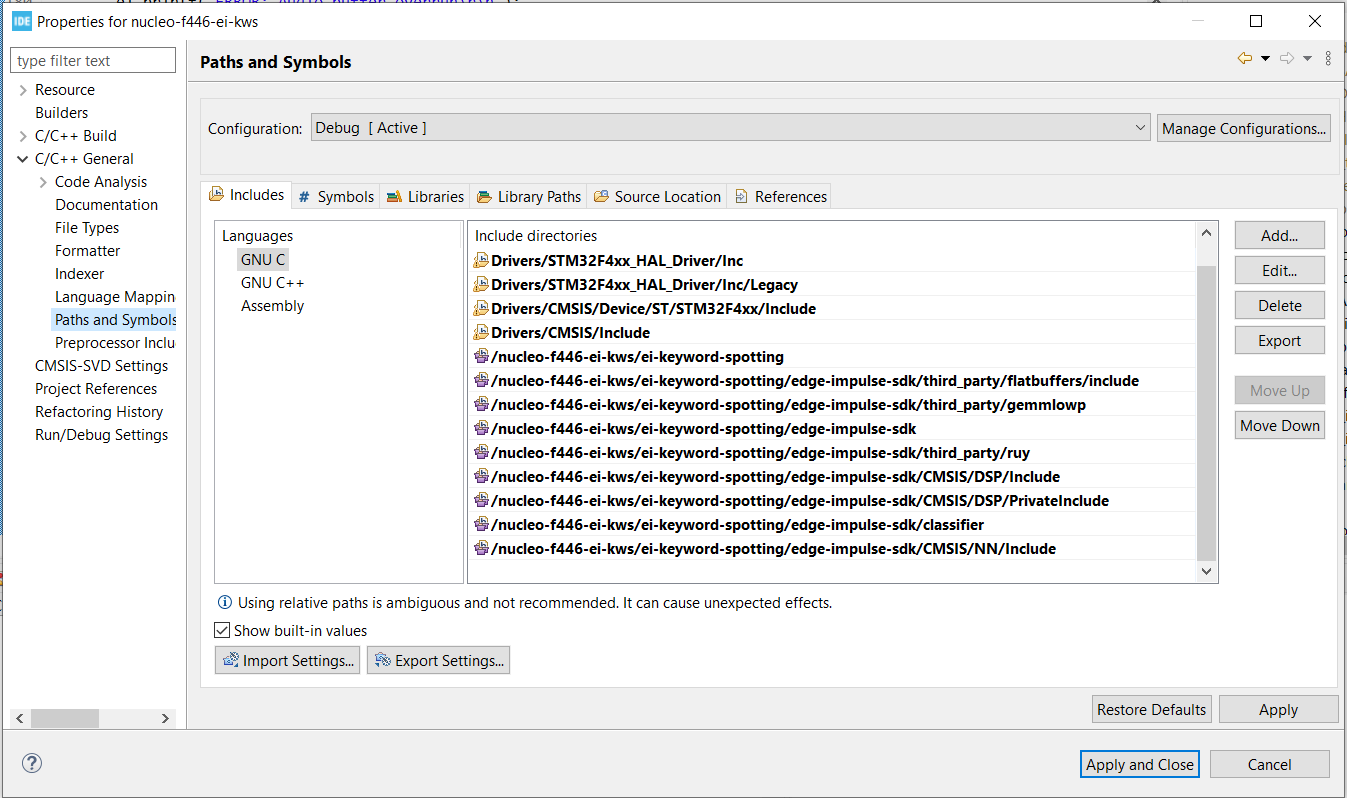 IDE Properties for nucleo-f446-ei-kws
type filter text
Resource
Builders
C/C++ Build
C/C++ General
Code Analysis
Documentation
File Types
Formatter
Indexer
Language Mappin
Paths and Symbols
Preprocessor Inclu
CMSIS-SVD Settings
Project References
Refactoring History
Run/Debug Settings
Paths and Symbols
Configuration: Debug [ Active ] Manage Configurations...
Includes # Symbols Libraries Library Paths Source Location References
Languages
GNU C
GNU C++
Assembly
Include directories
Drivers/STM32F4xx_HAL_Driver/Inc
Drivers/STM32F4xx_HAL_Driver/Inc/Legacy
Drivers/CMSIS/Device/ST/STM32F4xx/Include
Drivers/CMSIS/Include
/nucleo-f446-ei-kws/ei-keyword-spotting
/nucleo-f446-ei-kws/ei-keyword-spotting/edge-impulse-sdk/third_party/flatbuffers/include
/nucleo-f446-ei-kws/ei-keyword-spotting/edge-impulse-sdk/third_party/gemmlowp
/nucleo-f446-ei-kws/ei-keyword-spotting/edge-impulse-sdk
/nucleo-f446-ei-kws/ei-keyword-spotting/edge-impulse-sdk/third_party/ruy
/nucleo-f446-ei-kws/ei-keyword-spotting/edge-impulse-sdk/CMSIS/DSP/Include
/nucleo-f446-ei-kws/ei-keyword-spotting/edge-impulse-sdk/CMSIS/DSP/PrivateInclude
/nucleo-f446-ei-kws/ei-keyword-spotting/edge-impulse-sdk/classifier
/nucleo-f446-ei-kws/ei-keyword-spotting/edge-impulse-sdk/CMSIS/NN/Include
Add...
Edit...
Delete
Export
Move Up
Move Down
Using relative paths is ambiguous and not recommended. It can cause unexpected effects.
Show built-in values
Import Settings... Export Settings...
Restore Defaults Apply
Apply and Close Cancel